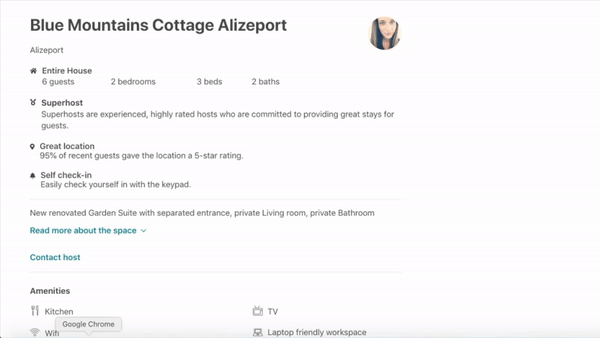 Blue Mountains Cottage Alizeport
Alizeport
Entire House
6 guests 2 bedrooms 3 beds 2 baths
Superhost
Superhosts are experienced, highly rated hosts who are committed to providing great stays for
guests.
Great location
95% of recent guests gave the location a 5-star rating.
Self check-in
Easily check yourself in with the keypad.
New renovated Garden Suite with separated entrance, private Living room, private Bathroom
Read more about the space
Contact host
Amenities
Kitchen TV
Google Chrome
Wifi Laptop friendly workspace